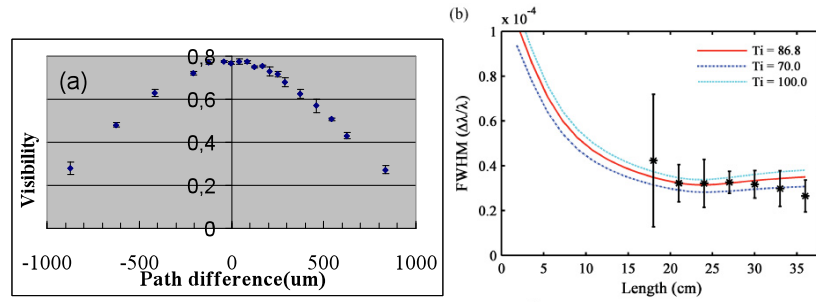 (a)
0,8
0,6
0,4
0,2
0
Visibility
-1000 -500 0 500 1000
Path difference(um)
(b)
x 10⁻⁴
1
0.8
0.6
0.4
0.2
0
FWHM (Δλ/λ)
Ti = 86.8
Ti = 70.0
Ti = 100.0
0 5 10 15 20 25 30 35
Length (cm)